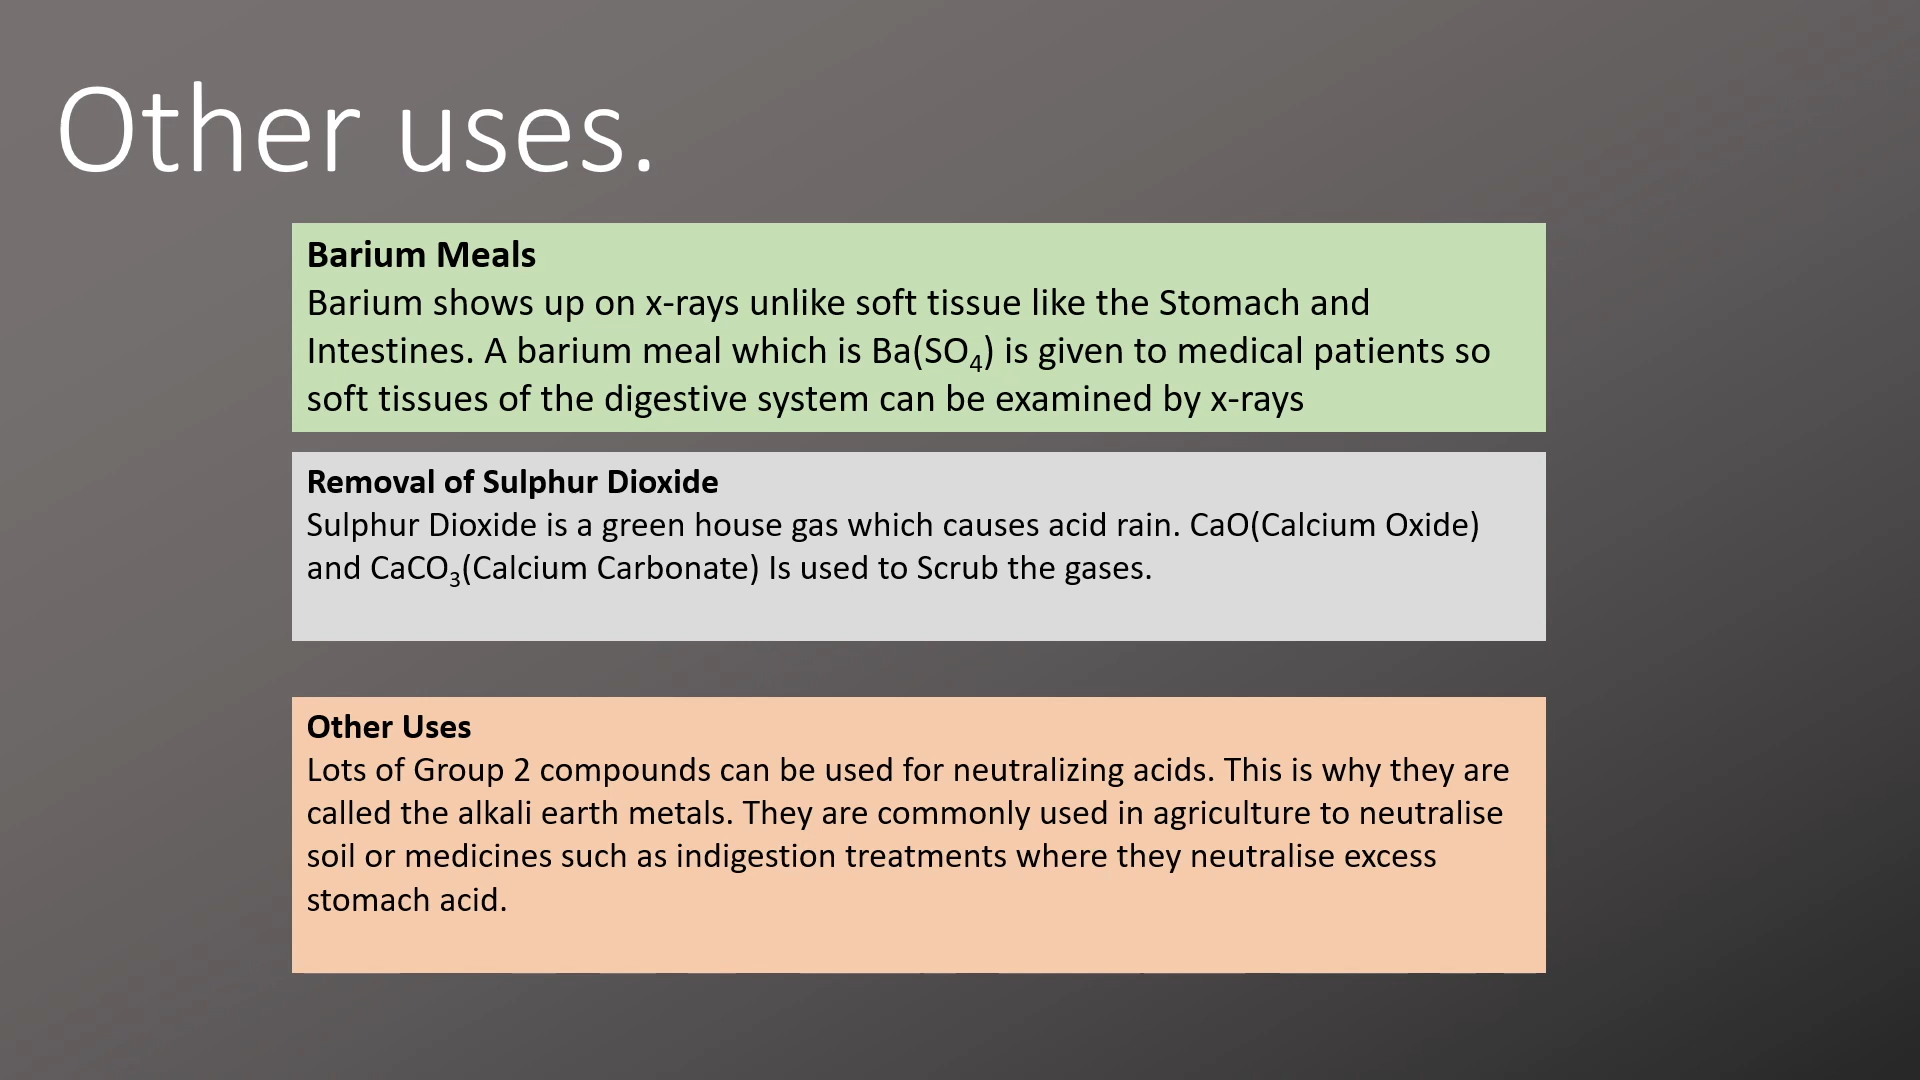 Other uses.
Barium Meals
Barium shows up on x-rays unlike soft tissue like the Stomach and
Intestines. A barium meal which is Ba(SO₄) is given to medical patients so
soft tissues of the digestive system can be examined by x-rays
Removal of Sulphur Dioxide
Sulphur Dioxide is a green house gas which causes acid rain. CaO(Calcium Oxide)
and CaCO₃(Calcium Carbonate) Is used to Scrub the gases.
Other Uses
Lots of Group 2 compounds can be used for neutralizing acids. This is why they are
called the alkali earth metals. They are commonly used in agriculture to neutralise
soil or medicines such as indigestion treatments where they neutralise excess
stomach acid.